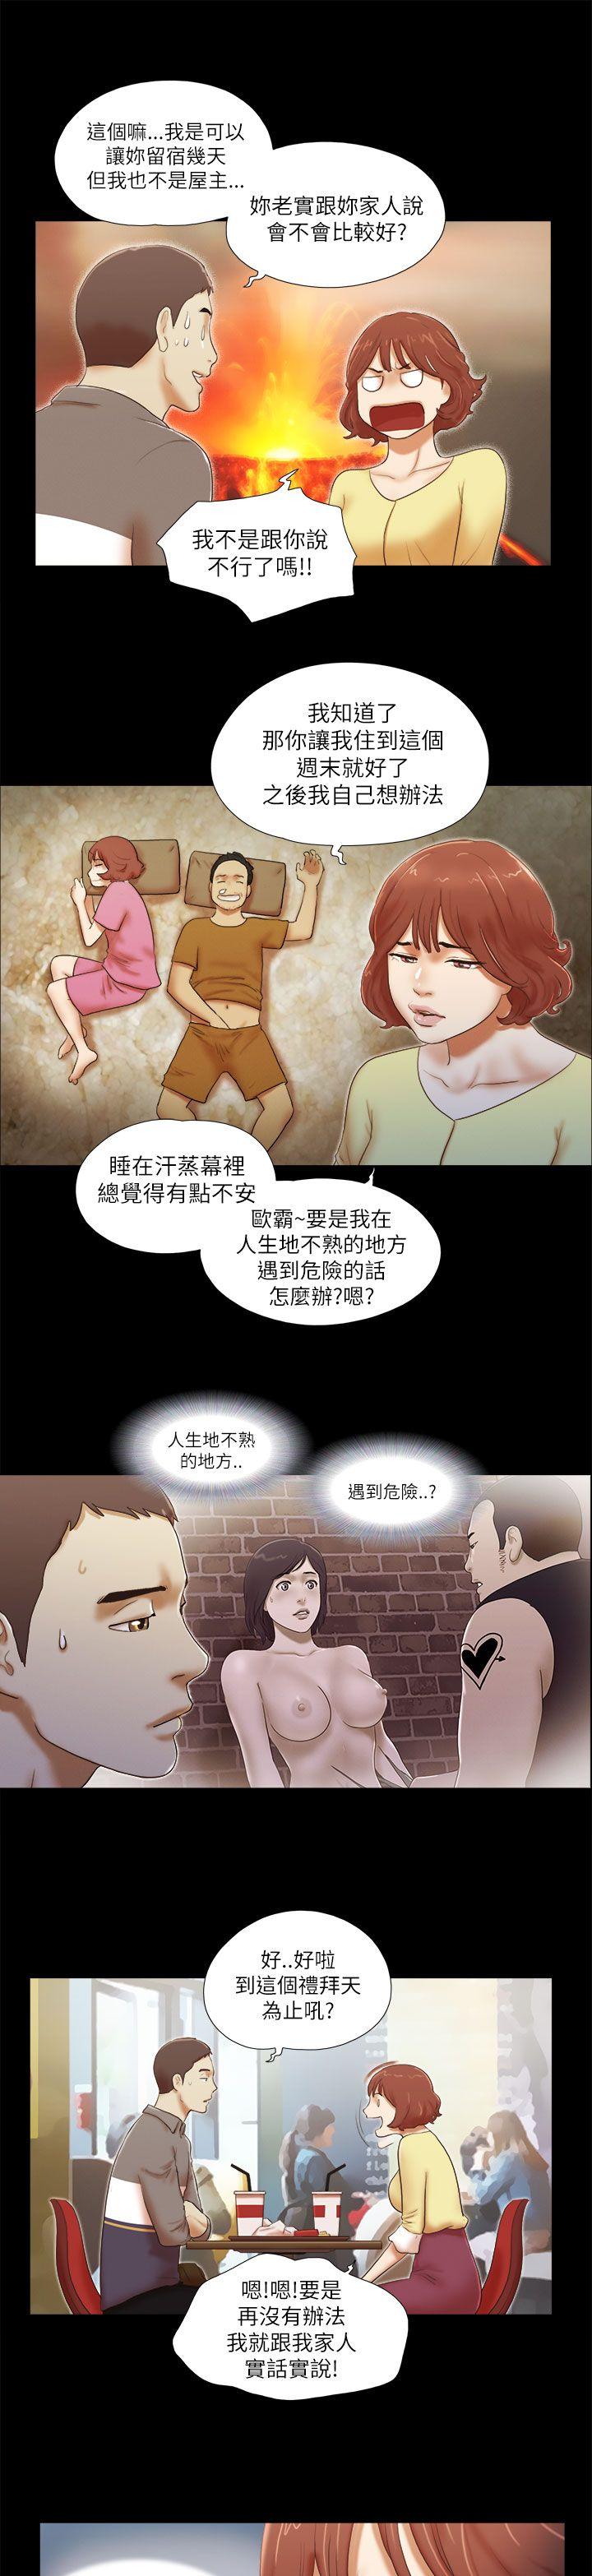 這個嘛...我是可以
讓妳留宿幾天
但我也不是屋主...
妳老實跟妳家人說
會不會比較好?
我不是跟你說
不行了嗎!!
我知道了
那你讓我住到這個
週末就好了
之後我自己想辦法
睡在汗蒸幕裡
總覺得有點不安
歐霸~要是我在
人生地不熟的地方
遇到危險的話
怎麼辦?嗯?
人生地不熟
的地方..
遇到危險..?
好..好啦
到這個禮拜天
為止吼?
嗯!嗯!要是
再沒有辦法
我就跟我家人
實話實說!